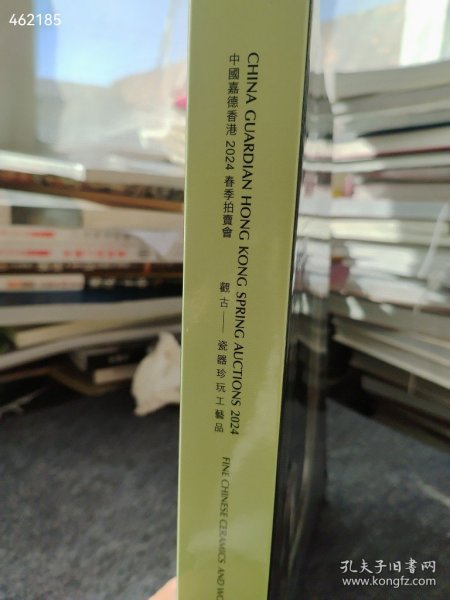 462185
CHINA GUARDIAN HONG KONG SPRING AUCTIONS 2024
中國嘉德香港 2024 春季拍賣會
觀古——瓷器珍玩工藝品
FINE CHINESE CERAMICS AND
孔夫子旧书网
www.kongfz.com